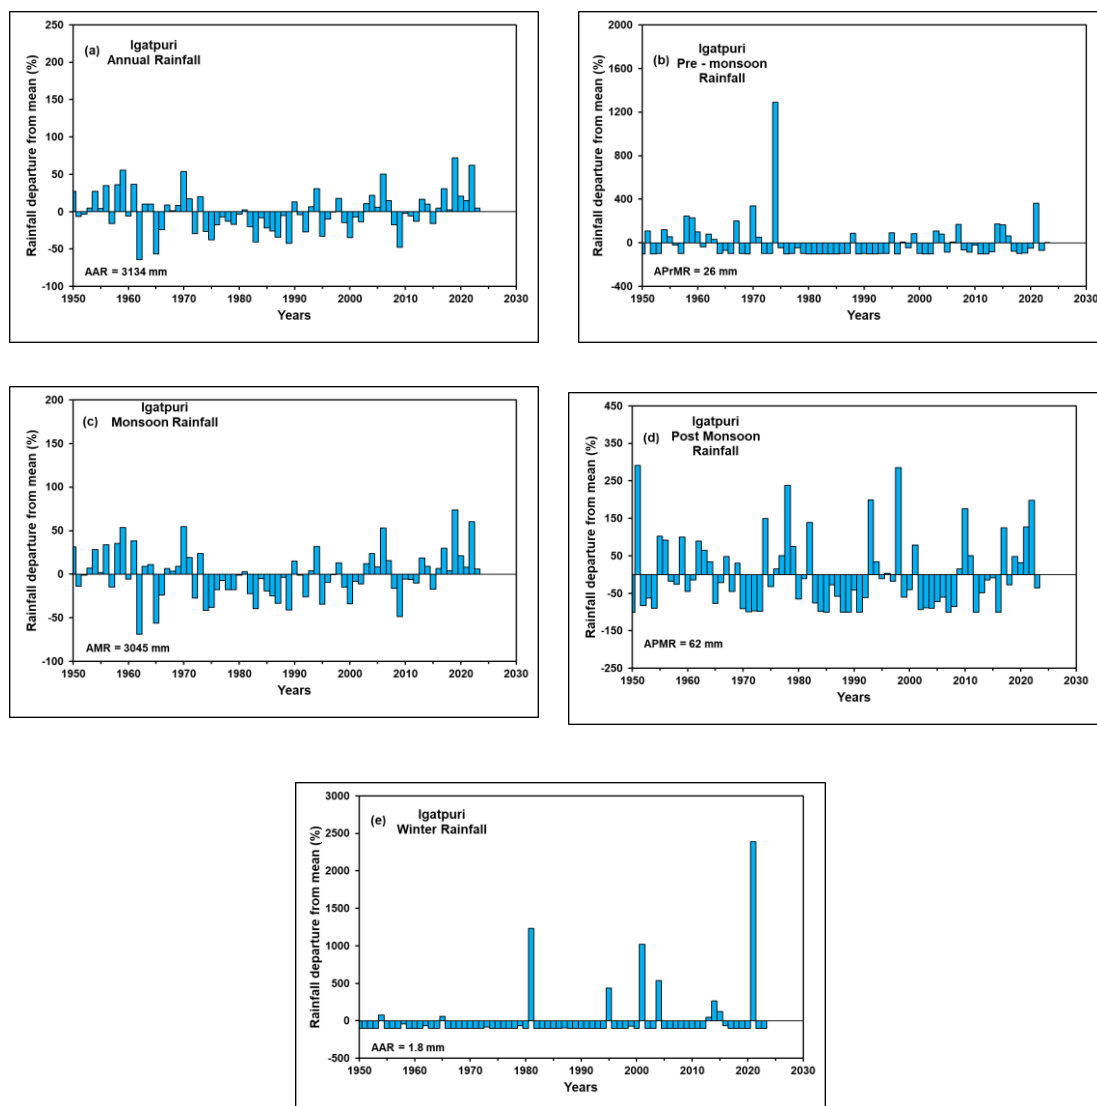 (a)
Igatpuri
Annual Rainfall
Rainfall departure from mean (%)
250
200
150
100
50
0
-50
-100
AAR = 3134 mm
1950 1960 1970 1980 1990 2000 2010 2020 2030
Years
(b)
Igatpuri
Pre - monsoon
Rainfall
Rainfall departure from mean (%)
2000
1600
1200
800
400
0
-400
APrMR = 26 mm
1950 1960 1970 1980 1990 2000 2010 2020 2030
Years
(c)
Igatpuri
Monsoon Rainfall
Rainfall departure from mean (%)
200
150
100
50
0
-50
-100
AMR = 3045 mm
1950 1960 1970 1980 1990 2000 2010 2020 2030
Years
(d)
Igatpuri
Post Monsoon
Rainfall
Rainfall departure from mean (%)
450
350
250
150
50
-50
-150
-250
APMR = 62 mm
1950 1960 1970 1980 1990 2000 2010 2020 2030
Years
(e)
Igatpuri
Winter Rainfall
Rainfall departure from mean (%)
3000
2500
2000
1500
1000
500
0
-500
AAR = 1.8 mm
1950 1960 1970 1980 1990 2000 2010 2020 2030
Years